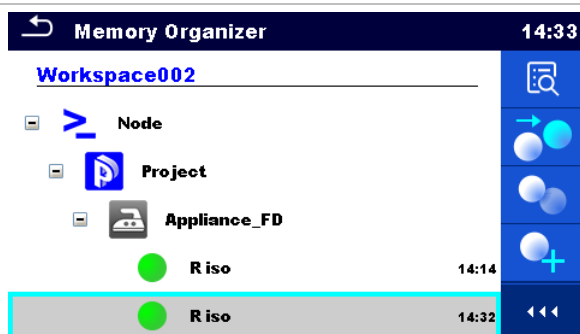 Memory Organizer 14:33
Workspace002
Node
Project
Appliance_FD
R iso 14:14
R iso 14:32